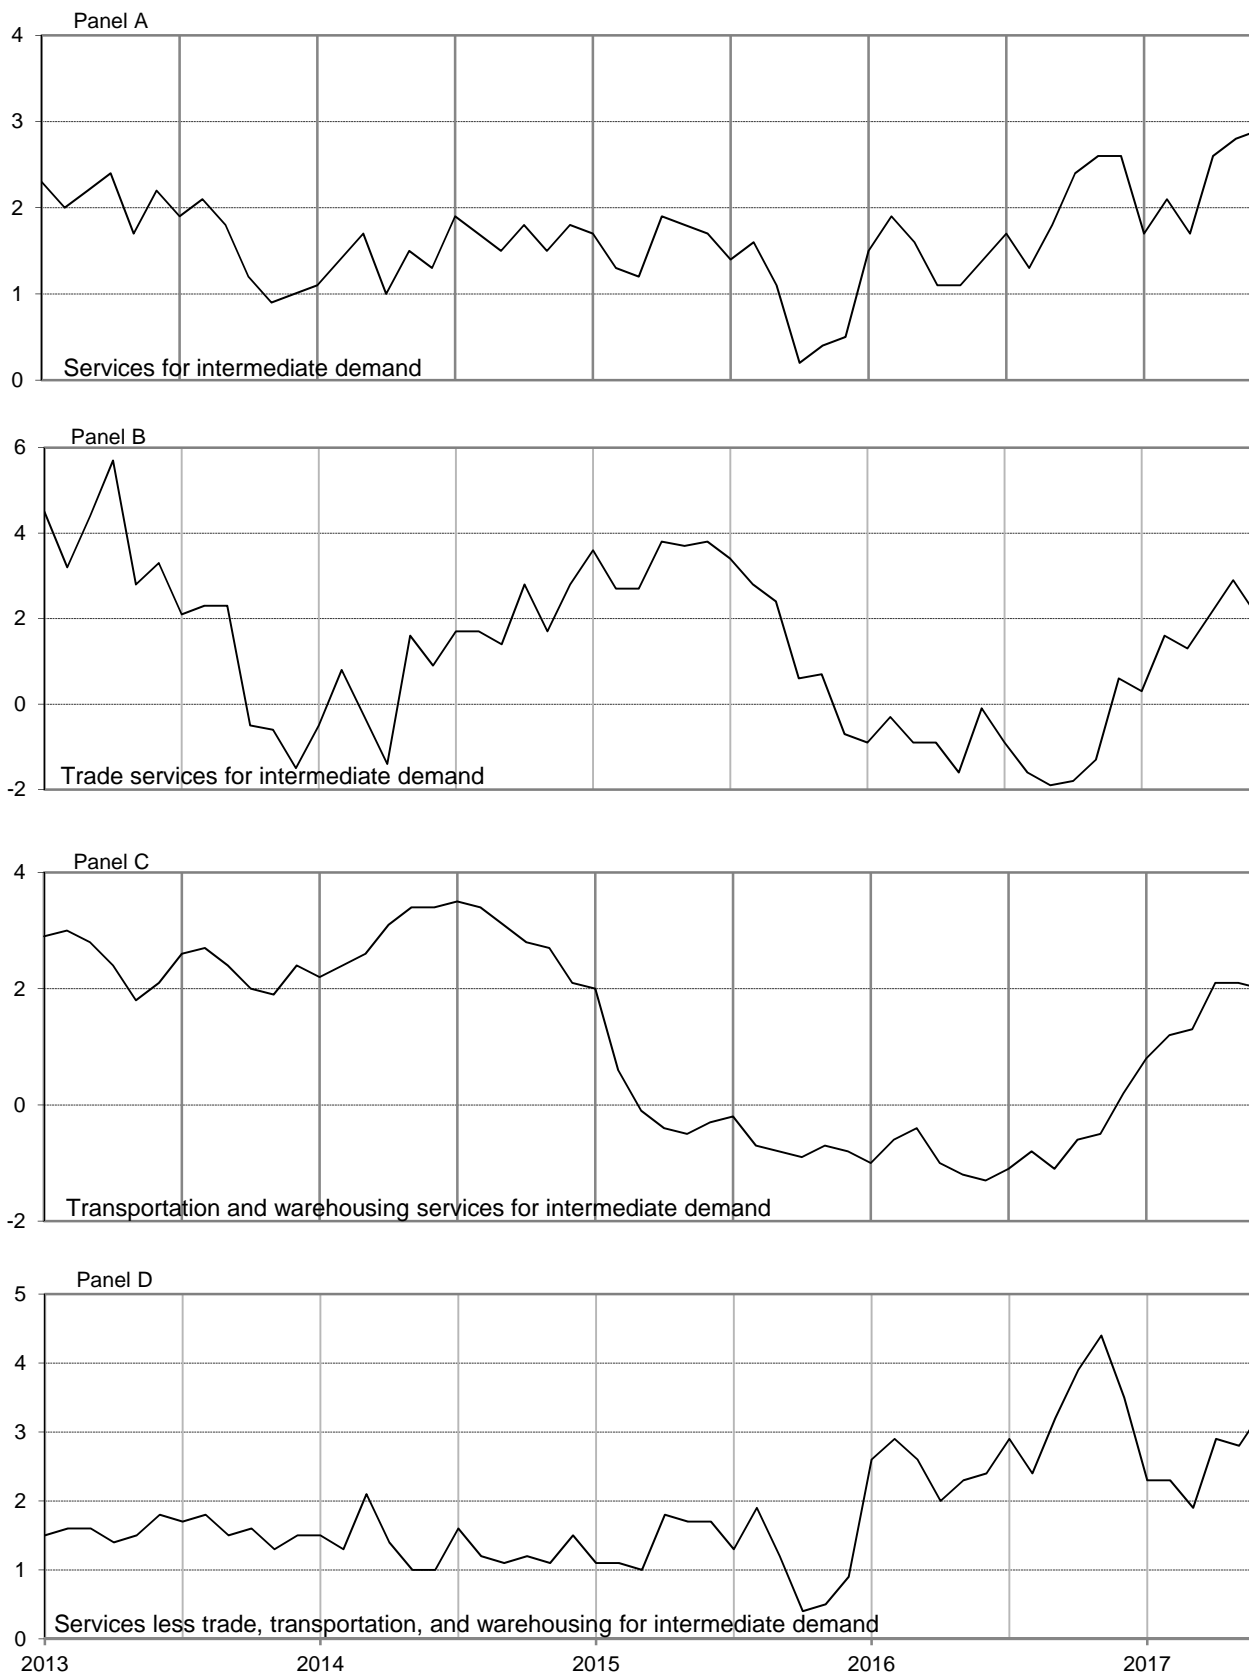 Panel A
4
3
2
1
0
Services for intermediate demand
Panel B
6
4
2
0
-2
Trade services for intermediate demand
Panel C
4
2
0
-2
Transportation and warehousing services for intermediate demand
Panel D
5
4
3
2
1
0
Services less trade, transportation, and warehousing for intermediate demand
2013 2014 2015 2016 2017